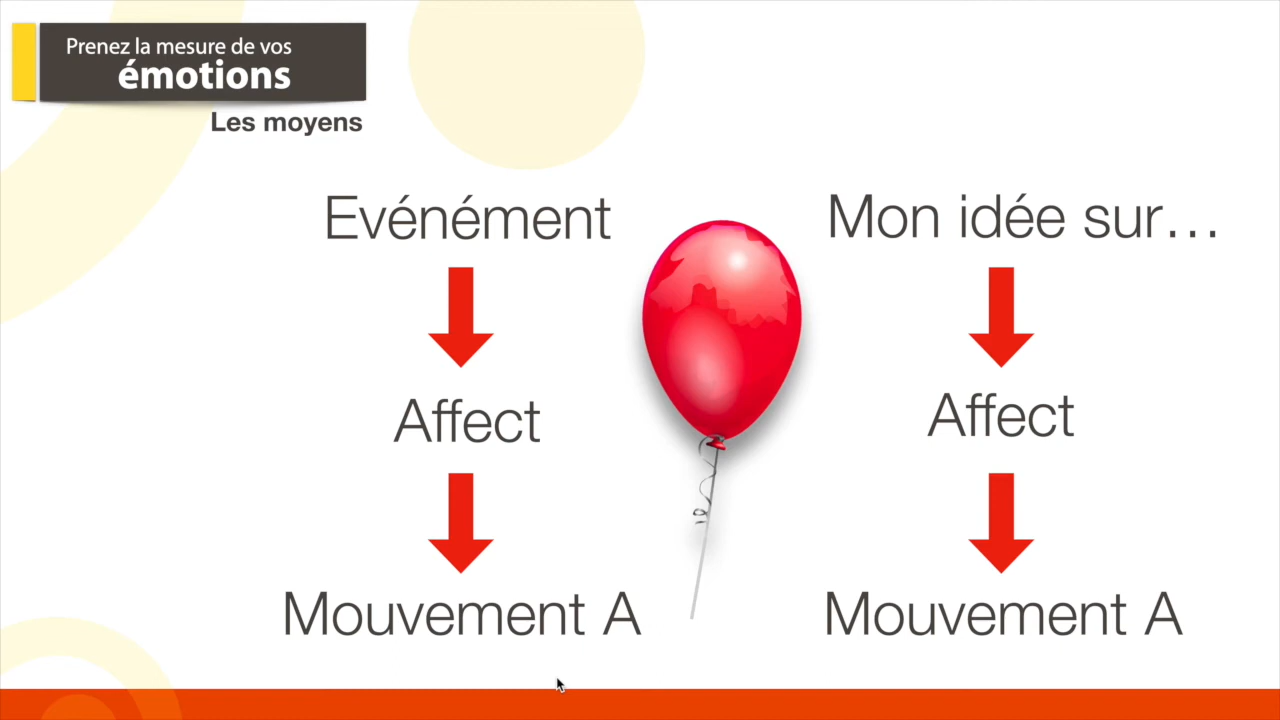 Prenez la mesure de vos
émotions
Les moyens
Evénément
Affect
Mouvement A
Mon idée sur…
Affect
Mouvement A